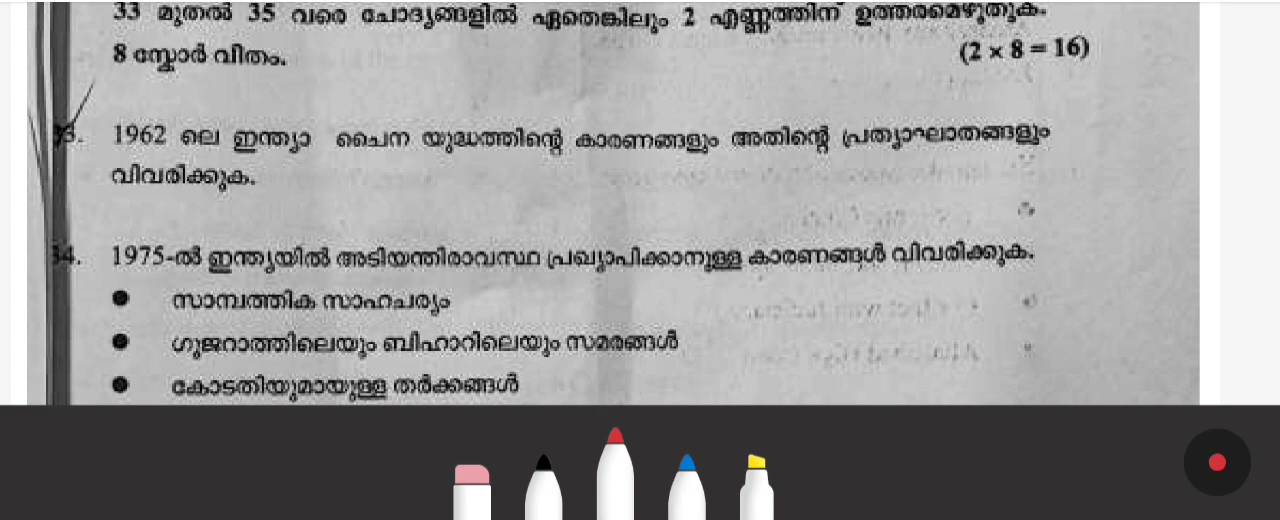 33 മുതൽ 35 വരെ ചോദ്യങ്ങളിൽ ഏതെങ്കിലും 2 എണ്ണത്തിന് ഉത്തരമെഴുതുക.
8 സ്കോർ വീതം. (2 × 8 = 16)
33. 1962 ലെ ഇന്ത്യാ ചൈന യുദ്ധത്തിന്റെ കാരണങ്ങളും അതിന്റെ പ്രത്യാഘാതങ്ങളും
വിവരിക്കുക.
34. 1975-ൽ ഇന്ത്യയിൽ അടിയന്തിരാവസ്ഥ പ്രഖ്യാപിക്കാനുള്ള കാരണങ്ങൾ വിവരിക്കുക.
● സാമ്പത്തിക സാഹചര്യം
● ഗുജറാത്തിലെയും ബിഹാറിലെയും സമരങ്ങൾ
● കോടതിയുമായുള്ള തർക്കങ്ങൾ